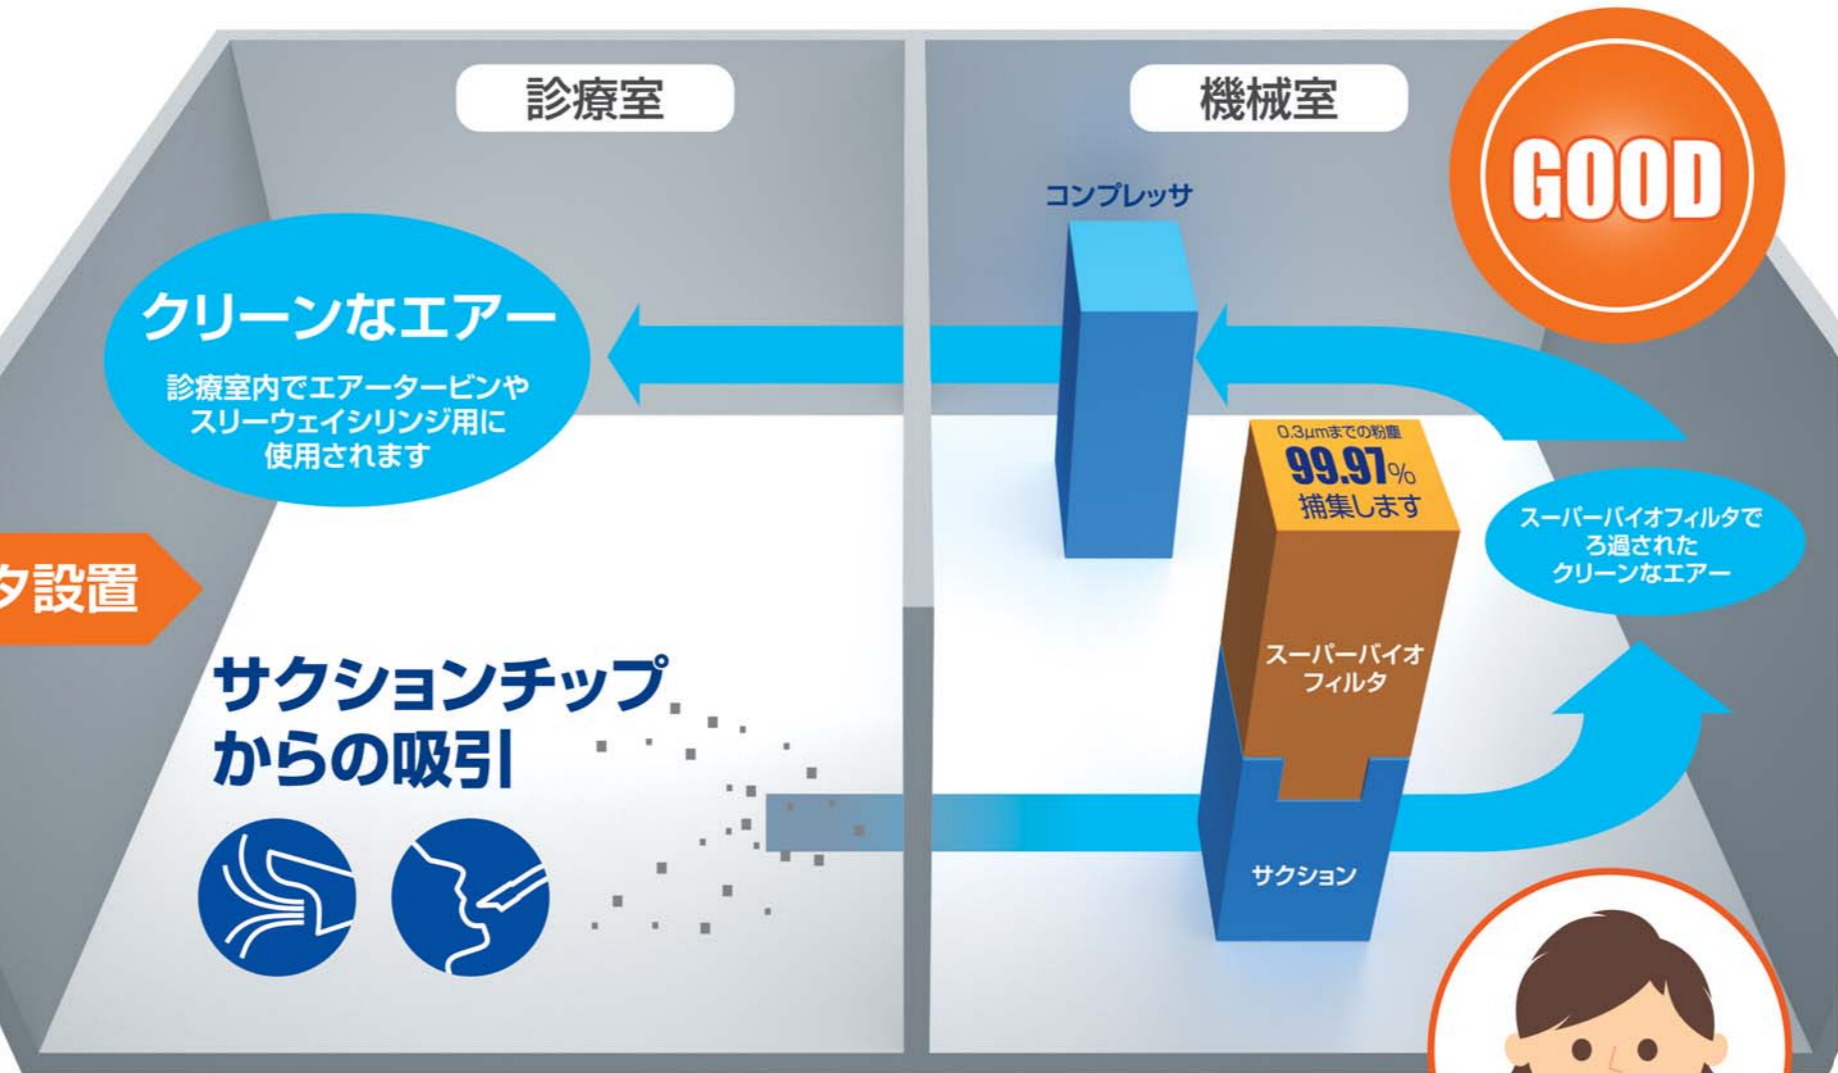 診療室
機械室
GOOD
コンプレッサ
クリーンなエアー
診療室内でエアータービンや
スリーウェイシリンジ用に
使用されます
0.3μmまでの粉塵
99.97%
捕集します
スーパーバイオフィルタで
ろ過された
クリーンなエアー
タ設置
スーパーバイオ
フィルタ
サクションチップ
からの吸引
サクション